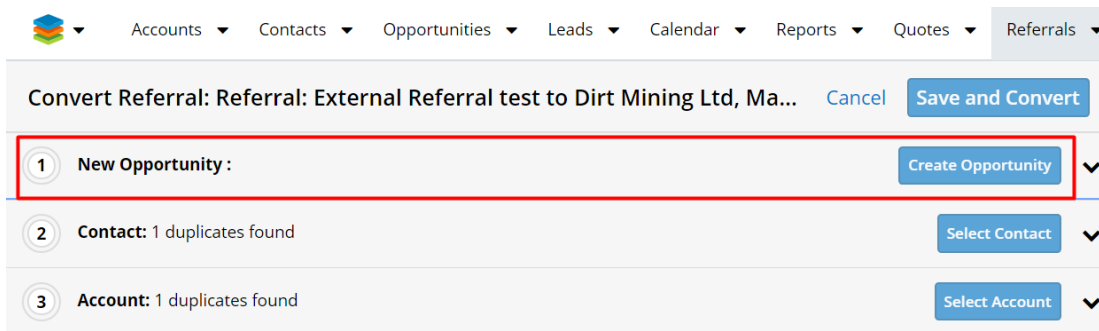 Accounts Contacts Opportunities Leads Calendar Reports Quotes Referrals
Convert Referral: Referral: External Referral test to Dirt Mining Ltd, Ma... Cancel Save and Convert
1 New Opportunity : Create Opportunity
2 Contact: 1 duplicates found Select Contact
3 Account: 1 duplicates found Select Account